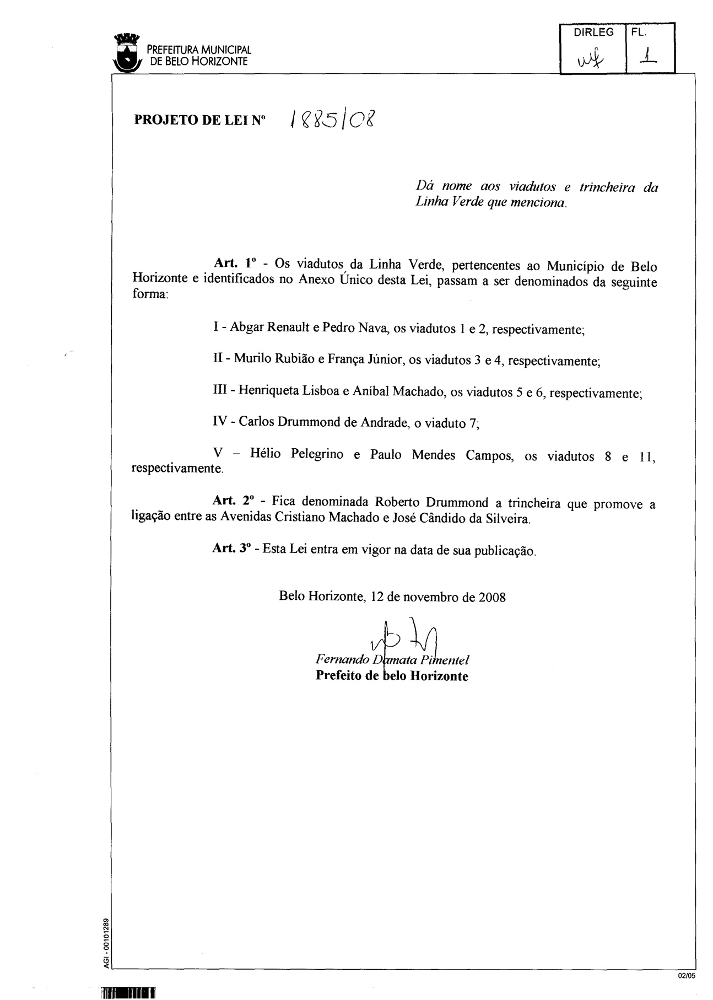 PREFEITURA MUNICIPAL
DE BELO HORIZONTE
DIRLEG
FL.
1
PROJETO DE LEI Nº 1885/08
Dá nome aos viadutos e trincheira da
Linha Verde que menciona.
Art. 1º - Os viadutos da Linha Verde, pertencentes ao Município de Belo
Horizonte e identificados no Anexo Único desta Lei, passam a ser denominados da seguinte
forma:
I - Abgar Renault e Pedro Nava, os viadutos 1 e 2, respectivamente;
II - Murilo Rubião e França Júnior, os viadutos 3 e 4, respectivamente;
III - Henriqueta Lisboa e Aníbal Machado, os viadutos 5 e 6, respectivamente;
IV - Carlos Drummond de Andrade, o viaduto 7;
V – Hélio Pelegrino e Paulo Mendes Campos, os viadutos 8 e 11,
respectivamente.
Art. 2º - Fica denominada Roberto Drummond a trincheira que promove a
ligação entre as Avenidas Cristiano Machado e José Cândido da Silveira.
Art. 3º - Esta Lei entra em vigor na data de sua publicação.
Belo Horizonte, 12 de novembro de 2008
Fernando Damata Pimentel
Prefeito de belo Horizonte
AGI - 00101289
02/05